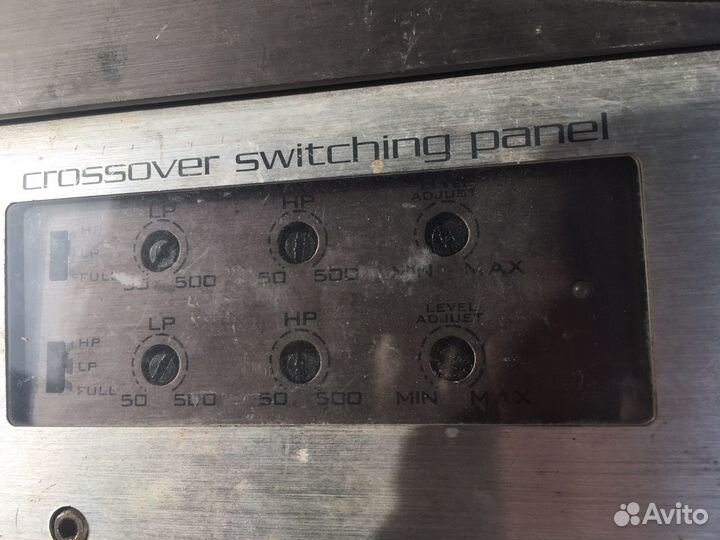 crossover switching panel
LP HP LEVEL ADJUST
HP
LP
FULL 50 500 50 500 MIN MAX
LP HP LEVEL ADJUST
HP
LP
FULL 50 500 50 500 MIN MAX
Avito